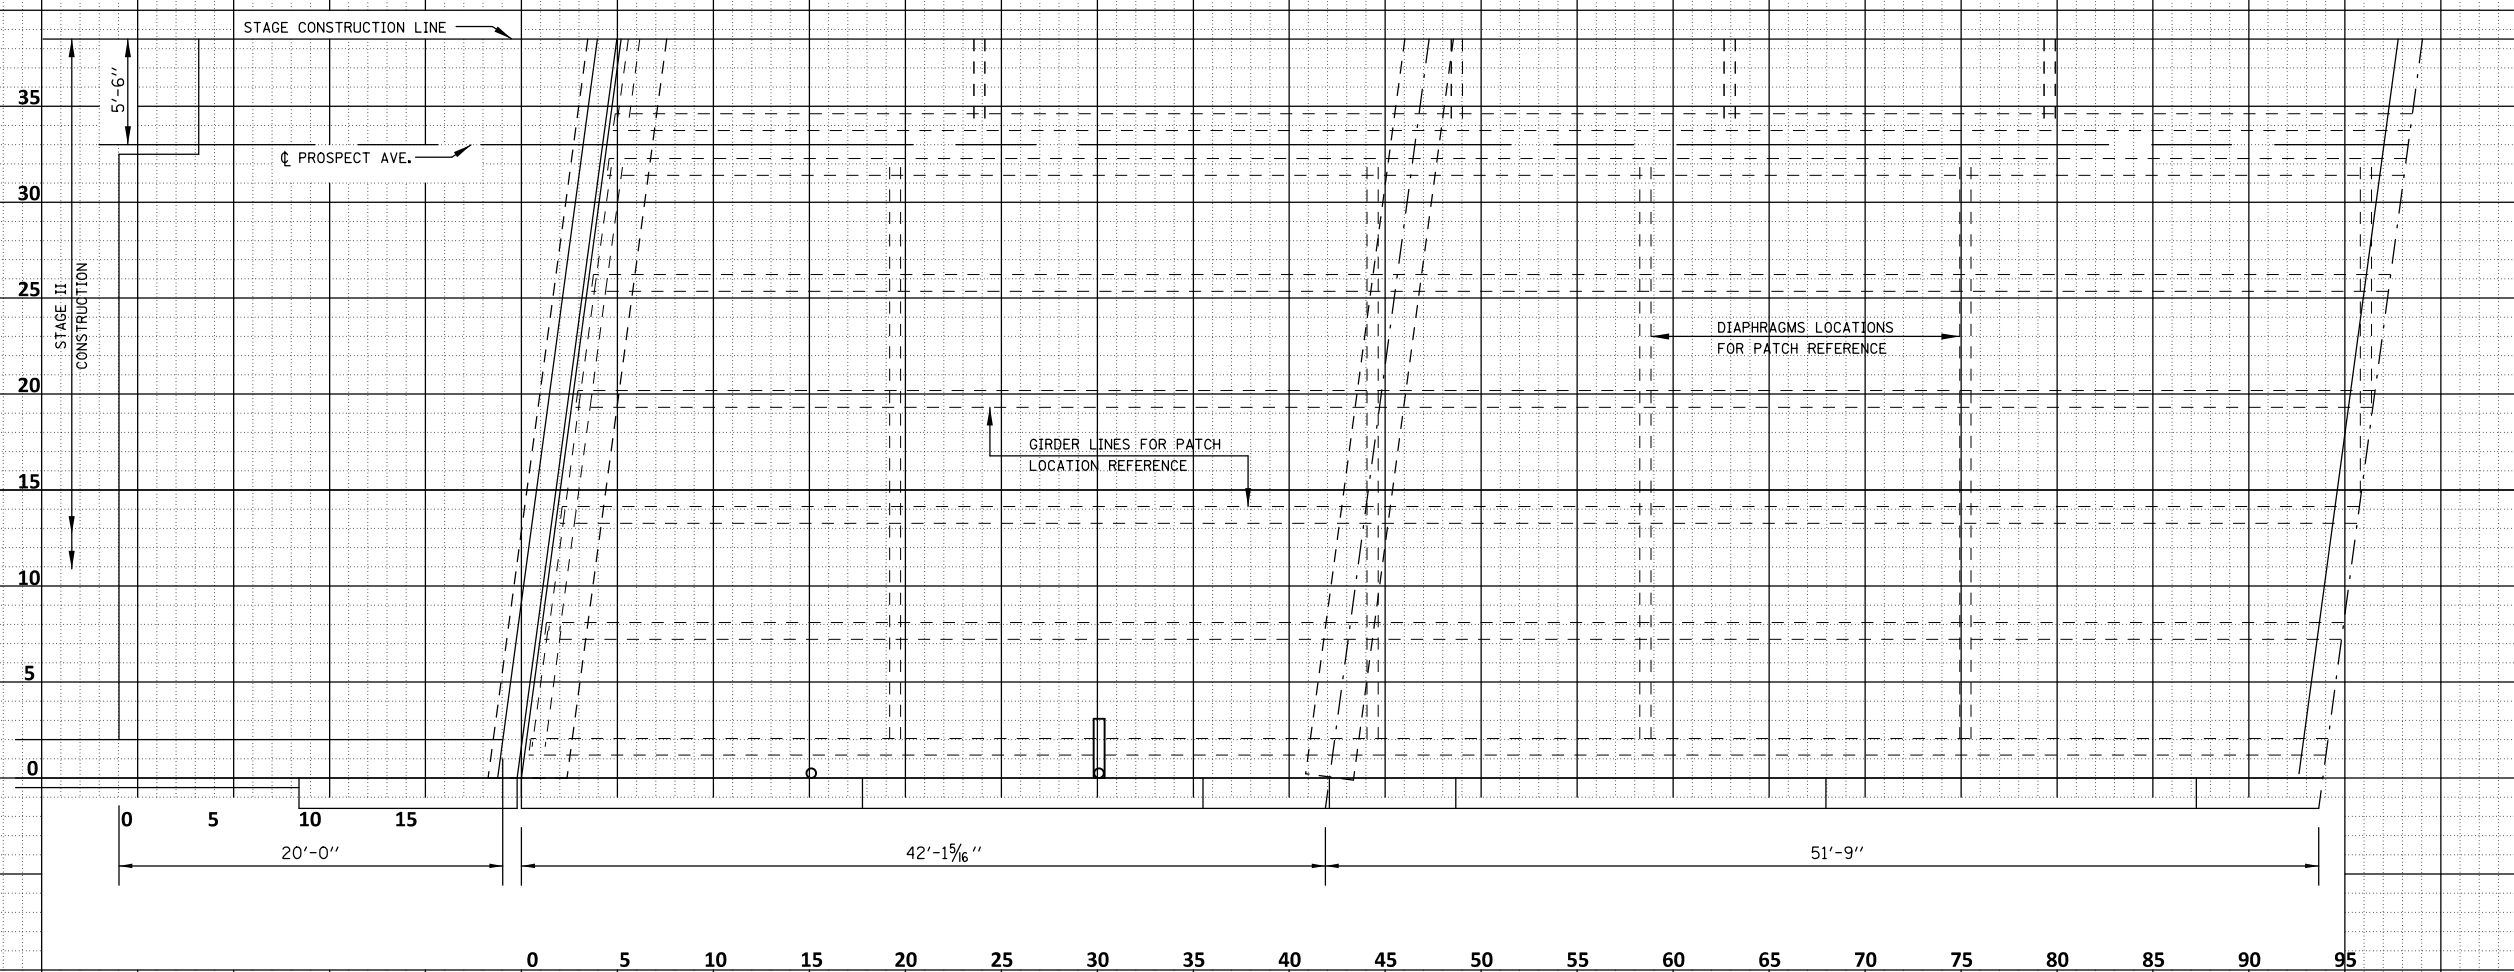 STAGE CONSTRUCTION LINE
5'-6"
35
℄ PROSPECT AVE.
30
25
STAGE II
CONSTRUCTION
DIAPHRAGMS LOCATIONS
FOR PATCH REFERENCE
20
GIRDER LINES FOR PATCH
LOCATION REFERENCE
15
10
5
0
0 5 10 15
20'-0" 42'-1 5/16" 51'-9"
0 5 10 15 20 25 30 35 40 45 50 55 60 65 70 75 80 85 90 95